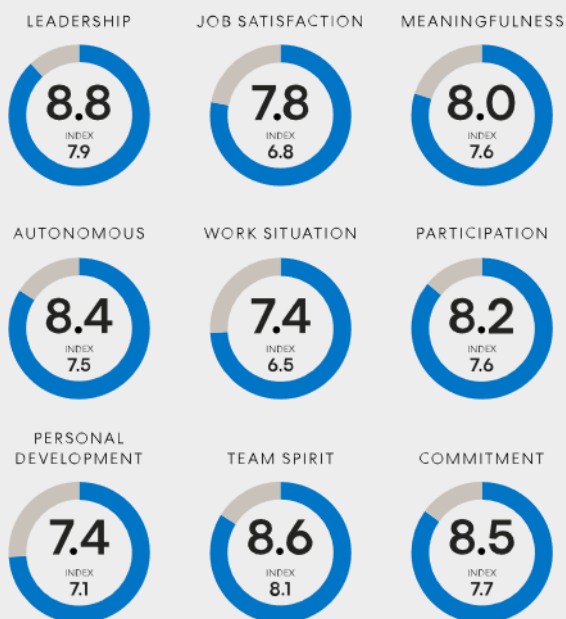 LEADERSHIP
8.8
INDEX
7.9
JOB SATISFACTION
7.8
INDEX
6.8
MEANINGFULNESS
8.0
INDEX
7.6
AUTONOMOUS
8.4
INDEX
7.5
WORK SITUATION
7.4
INDEX
6.5
PARTICIPATION
8.2
INDEX
7.6
PERSONAL
DEVELOPMENT
7.4
INDEX
7.1
TEAM SPIRIT
8.6
INDEX
8.1
COMMITMENT
8.5
INDEX
7.7